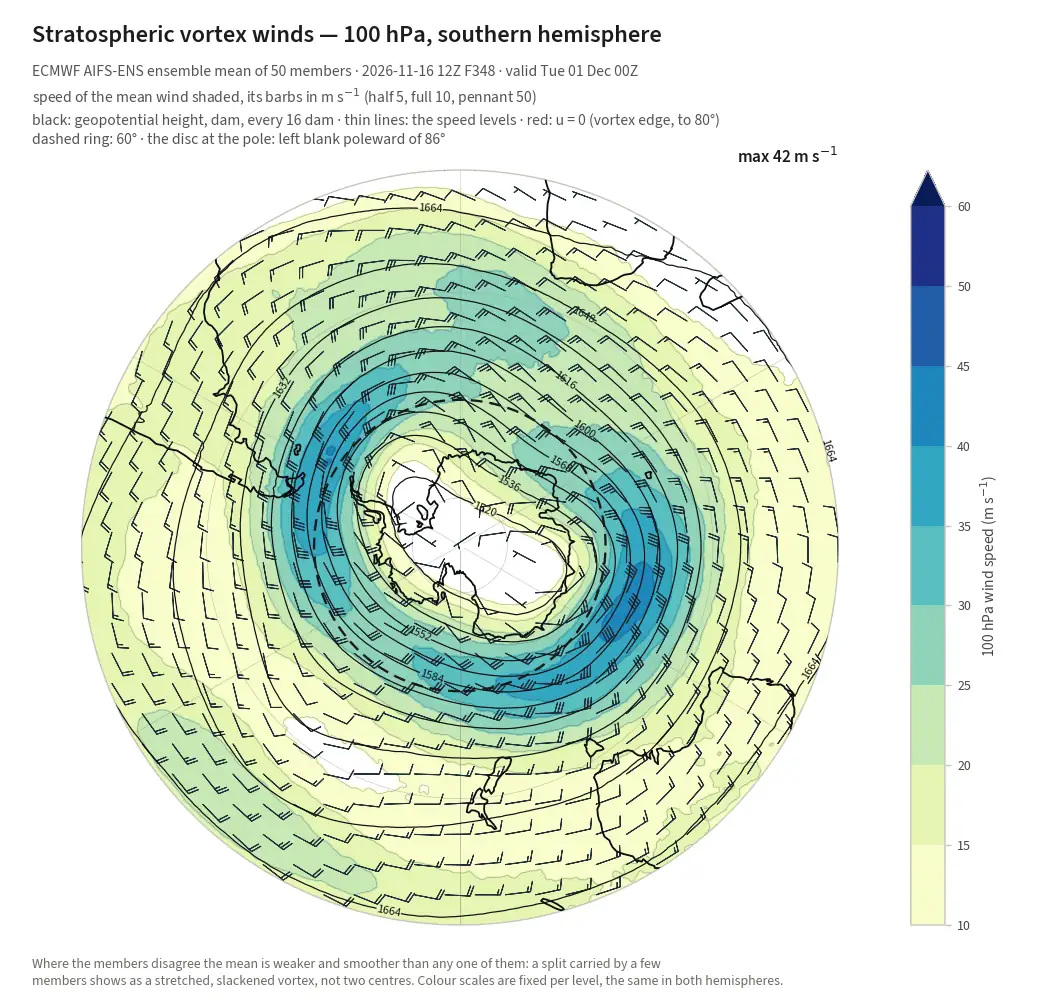 Stratospheric vortex winds — 100 hPa, southern hemisphere
ECMWF AIFS-ENS ensemble mean of 50 members · 2026-11-16 12Z F348 · valid Tue 01 Dec 00Z
speed of the mean wind shaded, its barbs in m s⁻¹ (half 5, full 10, pennant 50)
black: geopotential height, dam, every 16 dam · thin lines: the speed levels · red: u = 0 (vortex edge, to 80°)
dashed ring: 60° · the disc at the pole: left blank poleward of 86°
max 42 m s⁻¹
1664
1648
1632
1616
1600
1568
1536
1520
1552
1584
1664
1664
1664
60
50
45
40
35
30
25
20
15
10
100 hPa wind speed (m s⁻¹)
Where the members disagree the mean is weaker and smoother than any one of them: a split carried by a few
members shows as a stretched, slackened vortex, not two centres. Colour scales are fixed per level, the same in both hemispheres.